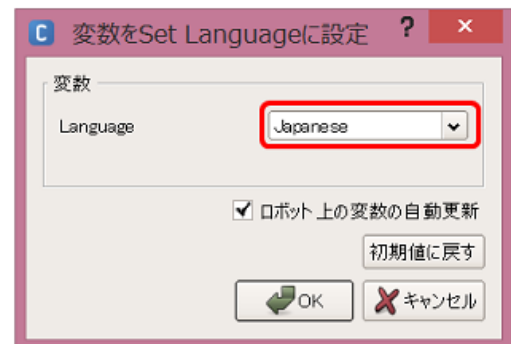 C 変数をSet Languageに設定 ? ×
変数
Language Japanese
ロボット上の変数の自動更新
初期値に戻す
OK キャンセル